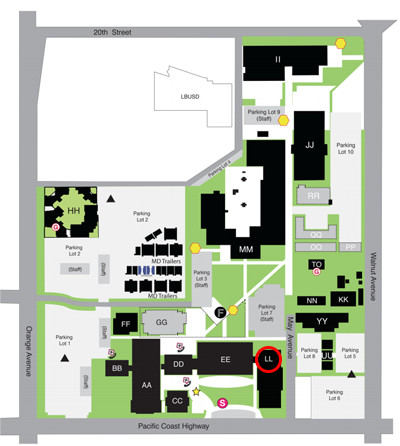 20th Street
II
LBUSD
Parking
Lot 9
(Staff)
JJ
Parking
Lot 10
Parking Lot 4
RR
HH
Parking
Lot 2
QQ
Parking
Lot 2
MM
OO
PP
(Staff)
(Staff)
MD Trailers
Parking
Lot 3
(Staff)
TO
G
Walnut Avenue
MD Trailers
NN
KK
Parking
Lot 7
(Staff)
F
Orange Avenue
Parking
Lot 1
FF
GG
YY
May Avenue
(Staff)
BB
DD
EE
LL
Parking
Lot 8
UU
Parking
Lot 5
AA
CC
S
Parking
Lot 6
Pacific Coast Highway